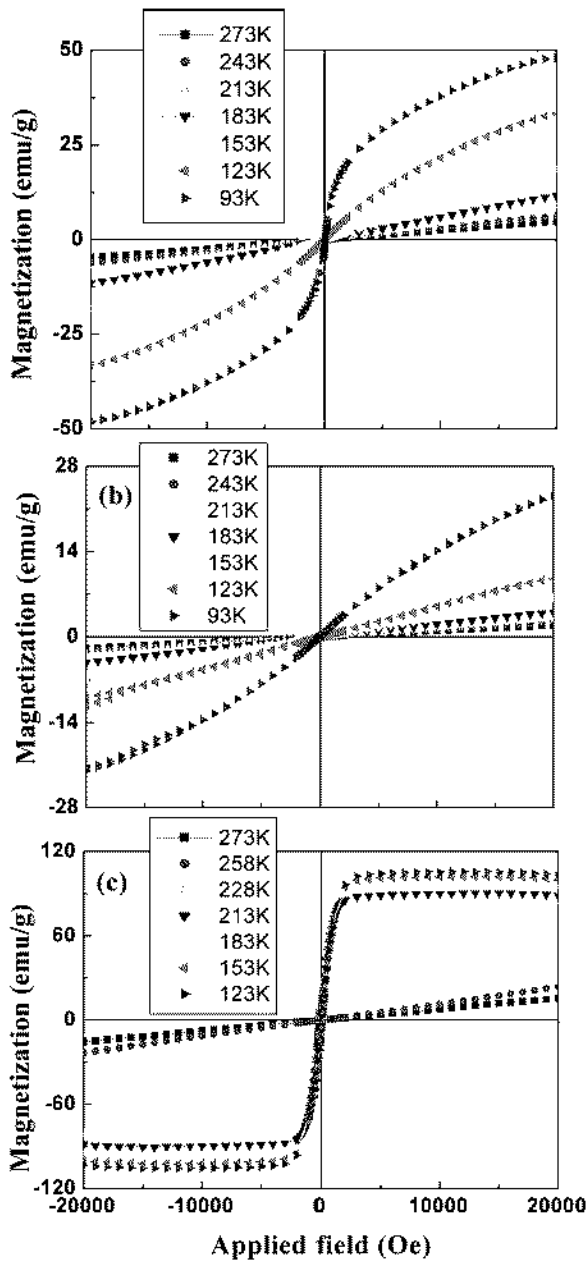 273K
243K
213K
183K
153K
123K
93K
50
25
0
-25
-50
Magnetization (emu/g)
(b)
273K
243K
213K
183K
153K
123K
93K
28
14
0
-14
-28
Magnetization (emu/g)
(c)
273K
258K
228K
213K
183K
153K
123K
120
60
0
-60
-120
Magnetization (emu/g)
-20000 -10000 0 10000 20000
Applied field (Oe)